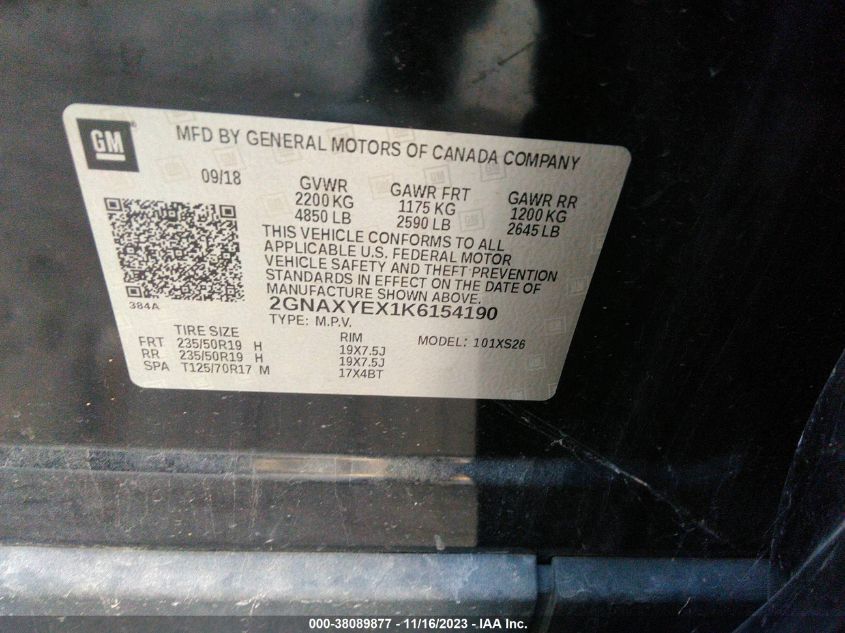 GM ®
MFD BY GENERAL MOTORS OF CANADA COMPANY
09/18
GVWR
2200 KG
4850 LB
GAWR FRT
1175 KG
2590 LB
GAWR RR
1200 KG
2645 LB
THIS VEHICLE CONFORMS TO ALL
APPLICABLE U.S. FEDERAL MOTOR
VEHICLE SAFETY AND THEFT PREVENTION
STANDARDS IN EFFECT ON THE DATE OF
MANUFACTURE SHOWN ABOVE.
384A
2GNAXYEX1K6154190
TYPE: M.P.V.
MODEL: 101XS26
TIRE SIZE RIM
FRT 235/50R19 H 19X7.5J
RR 235/50R19 H 19X7.5J
SPA T125/70R17 M 17X4BT
000-38089877 - 11/16/2023 - IAA Inc.